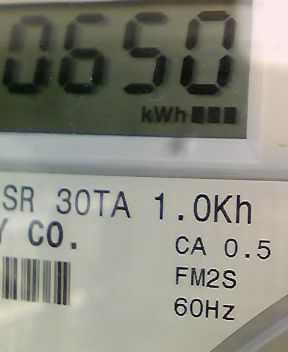 0650
kWh
SR 30TA 1.0Kh
Y CO.
CA 0.5
FM2S
60Hz